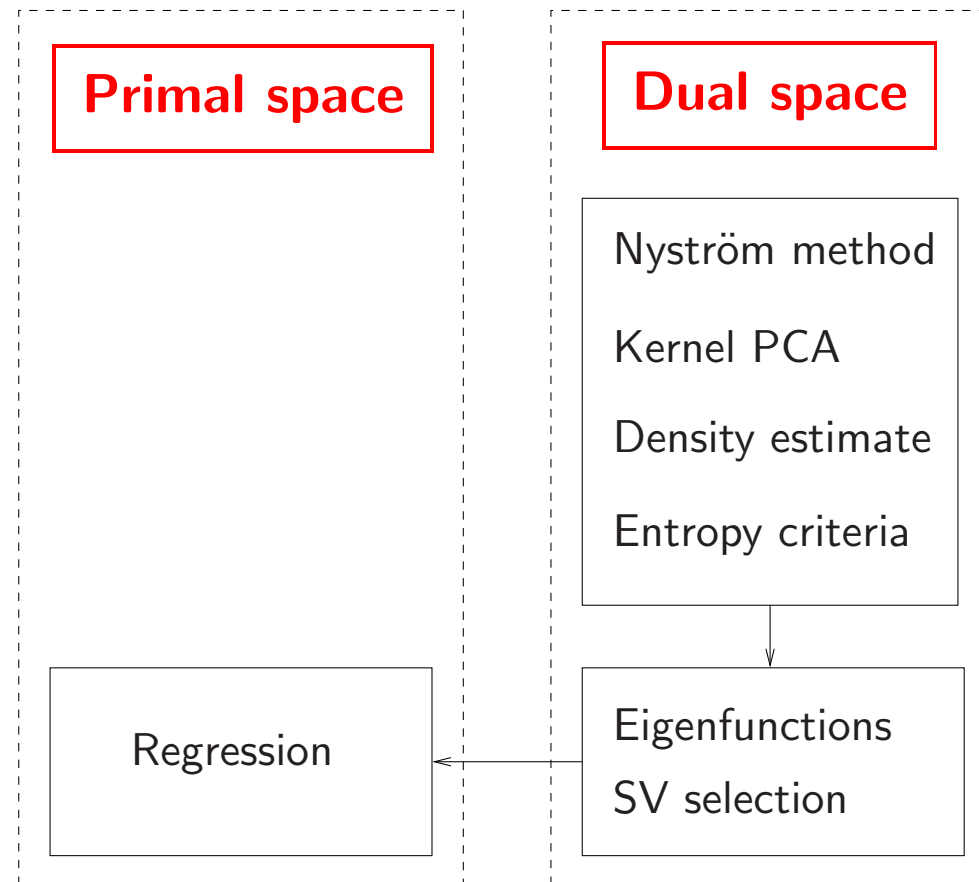 Primal space
Dual space
Nyström method
Kernel PCA
Density estimate
Entropy criteria
Regression
Eigenfunctions
SV selection